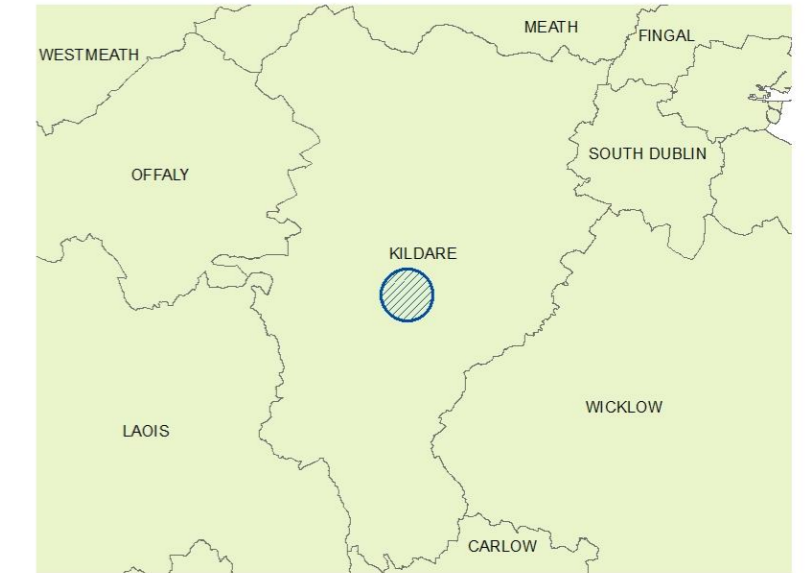 MEATH
FINGAL
WESTMEATH
SOUTH DUBLIN
OFFALY
KILDARE
WICKLOW
LAOIS
CARLOW